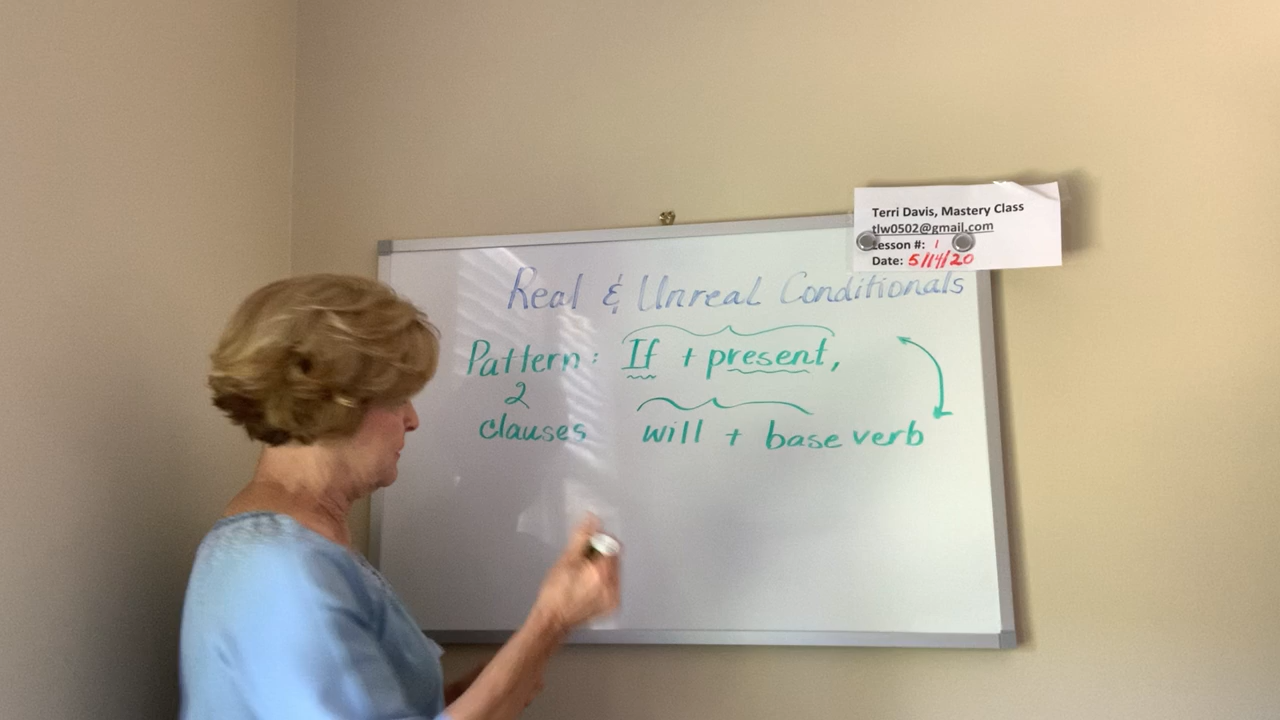 Terri Davis, Mastery Class
tlw0502@gmail.com
Lesson #: 1
Date: 5/14/20
Real & Unreal Conditionals
Pattern: If + present,
2
clauses will + base verb